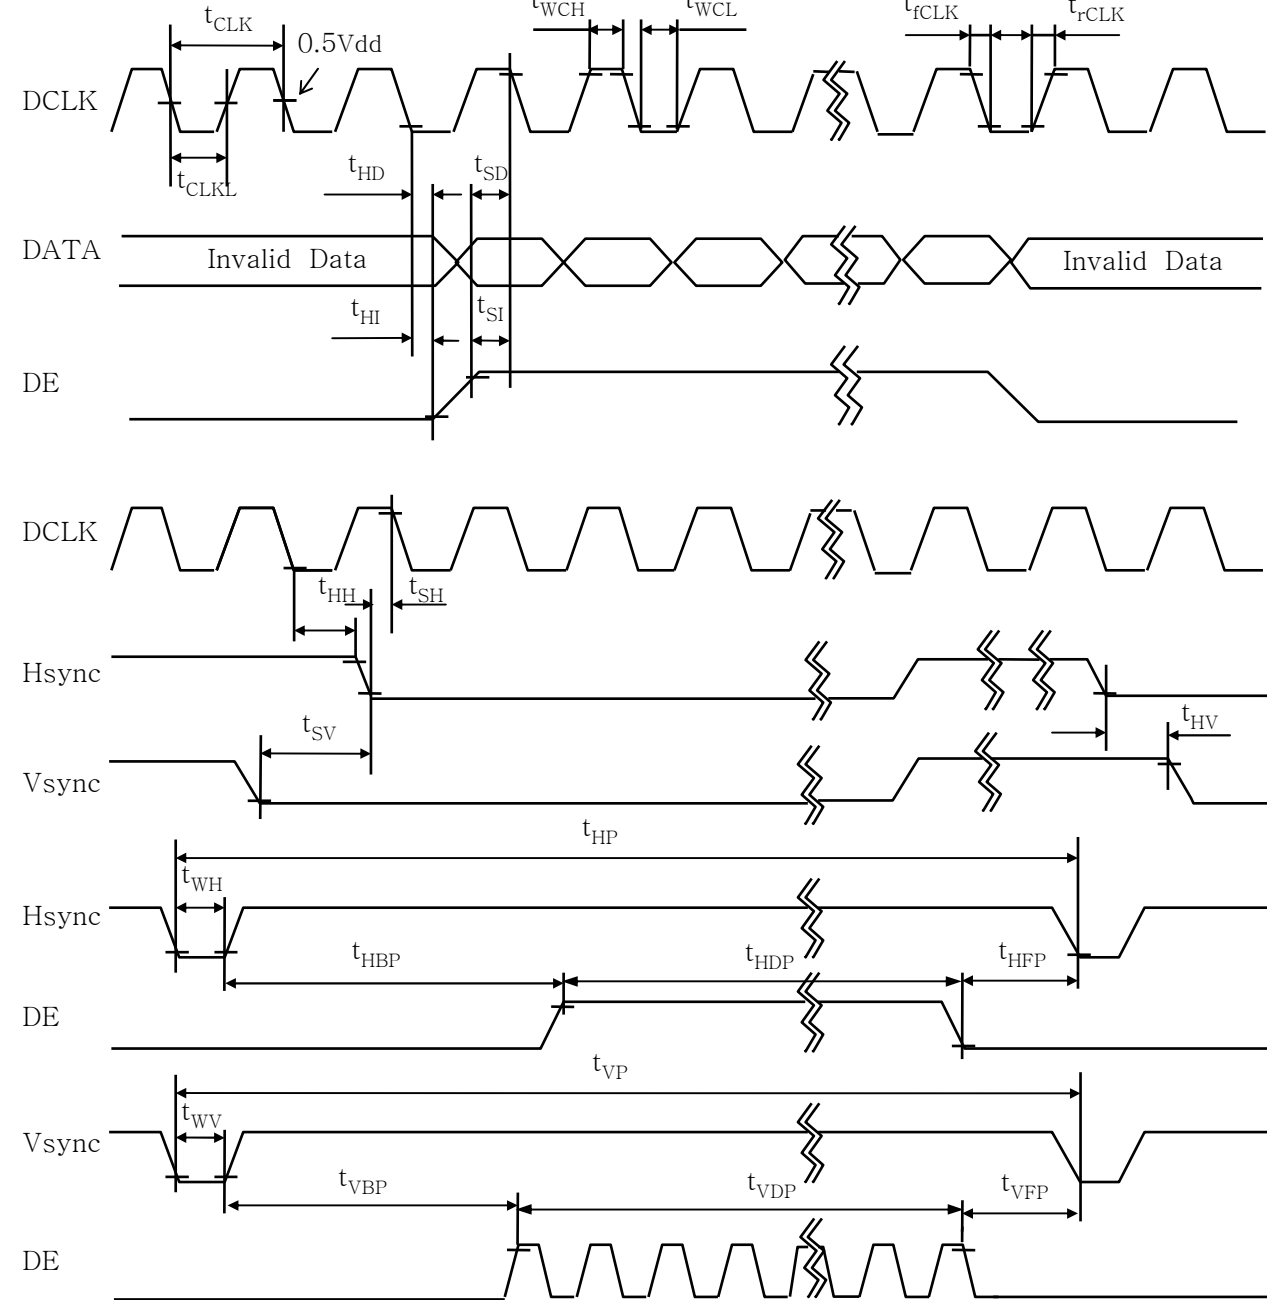 tCLK
tWCH
tWCL
tfCLK
trCLK
0.5Vdd
DCLK
tCLKL
tHD
tSD
DATA
Invalid Data
Invalid Data
tHI
tSI
DE
DCLK
tHH
tSH
Hsync
tSV
tHV
Vsync
tHP
tWH
Hsync
tHBP
tHDP
tHFP
DE
tVP
tWV
Vsync
tVBP
tVDP
tVFP
DE